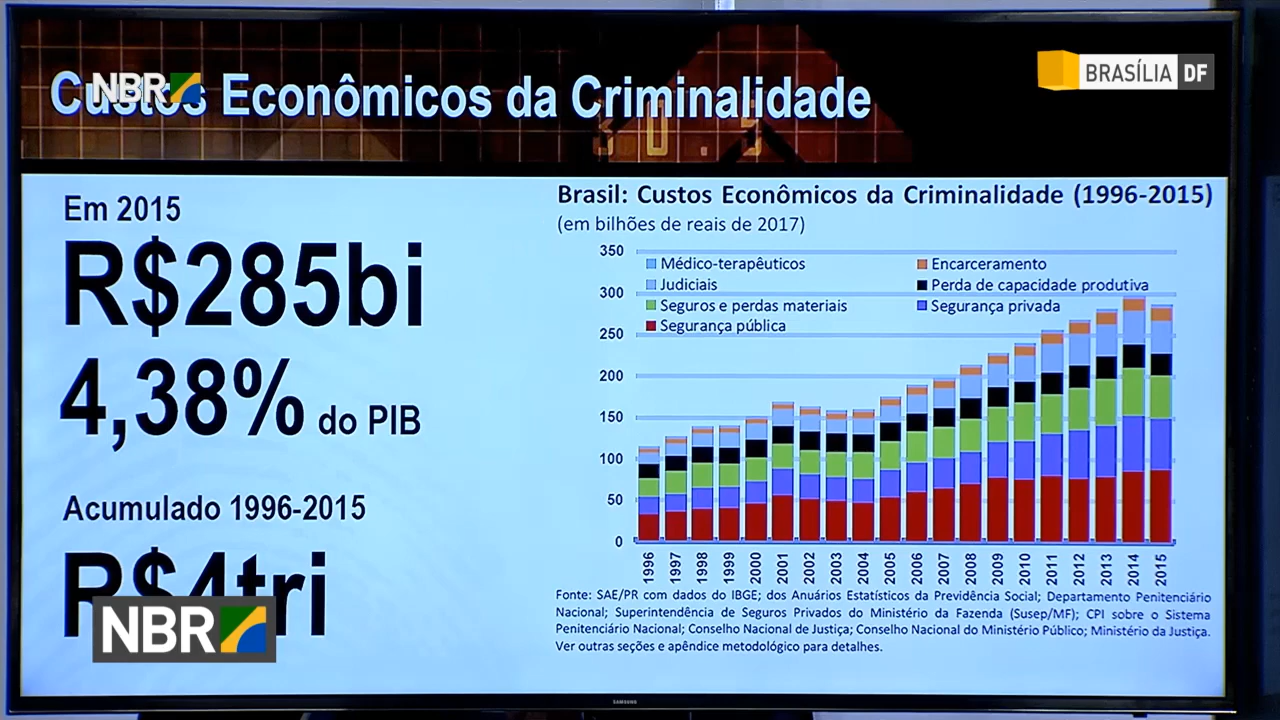 Custos Econômicos da Criminalidade
NBR
BRASÍLIA DF
Em 2015
R$285bi
4,38% do PIB
Acumulado 1996-2015
R$4tri
NBR
Brasil: Custos Econômicos da Criminalidade (1996-2015)
(em bilhões de reais de 2017)
350
300
250
200
150
100
50
0
Médico-terapêuticos
Encarceramento
Judiciais
Perda de capacidade produtiva
Seguros e perdas materiais
Segurança privada
Segurança pública
1996 1997 1998 1999 2000 2001 2002 2003 2004 2005 2006 2007 2008 2009 2010 2011 2012 2013 2014 2015
Fonte: SAE/PR com dados do IBGE; dos Anuários Estatísticos da Previdência Social; Departamento Penitenciário
Nacional; Superintendência de Seguros Privados do Ministério da Fazenda (Susep/MF); CPI sobre o Sistema
Penitenciário Nacional; Conselho Nacional de Justiça; Conselho Nacional do Ministério Público; Ministério da Justiça.
Ver outras seções e apêndice metodológico para detalhes.
SAMSUNG